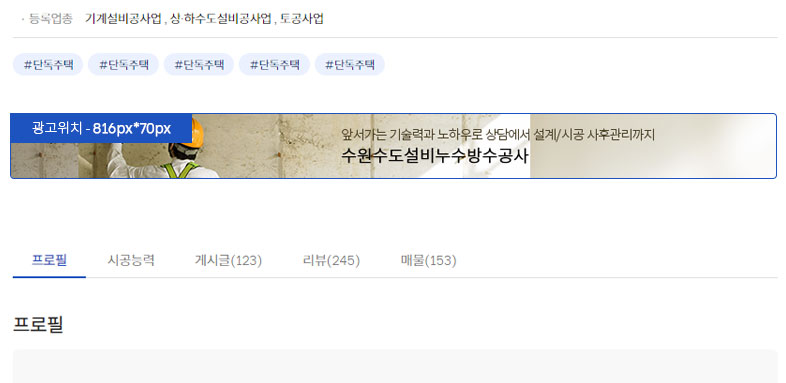 · 등록업종 기계설비공사업 , 상·하수도설비공사업 , 토공사업
#단독주택 #단독주택 #단독주택 #단독주택 #단독주택
광고위치 - 816px*70px
앞서가는 기술력과 노하우로 상담에서 설계/시공 사후관리까지
수원수도설비누수방수공사
프로필 시공능력 게시글(123) 리뷰(245) 매물(153)
프로필